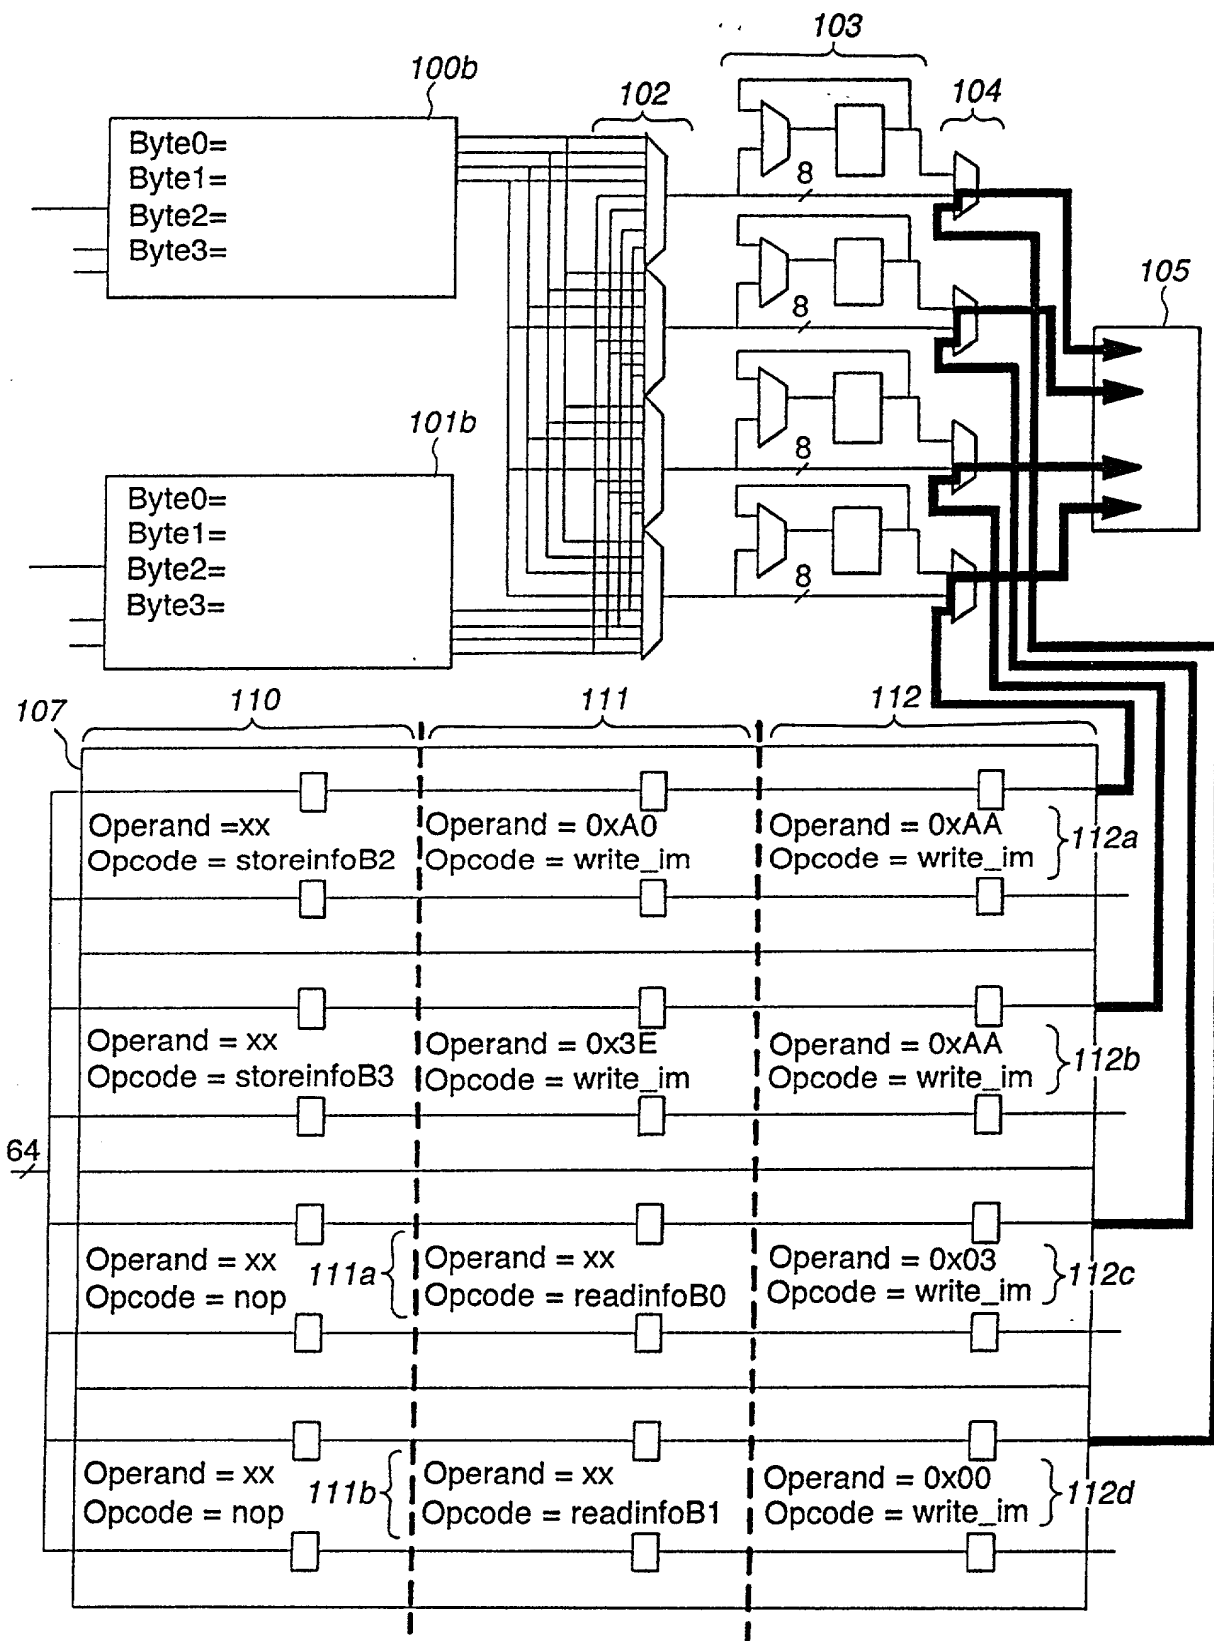 103
100b
102
104
Byte0=
Byte1=
Byte2=
Byte3=
8
105
8
101b
8
Byte0=
Byte1=
Byte2=
Byte3=
8
107
110
111
112
Operand =xx
Opcode = storeinfoB2
Operand = 0xA0
Opcode = write_im
Operand = 0xAA
Opcode = write_im
112a
Operand = xx
Opcode = storeinfoB3
Operand = 0x3E
Opcode = write_im
Operand = 0xAA
Opcode = write_im
112b
64
Operand = xx
Opcode = nop
111a
Operand = xx
Opcode = readinfoB0
Operand = 0x03
Opcode = write_im
112c
Operand = xx
Opcode = nop
111b
Operand = xx
Opcode = readinfoB1
Operand = 0x00
Opcode = write_im
112d